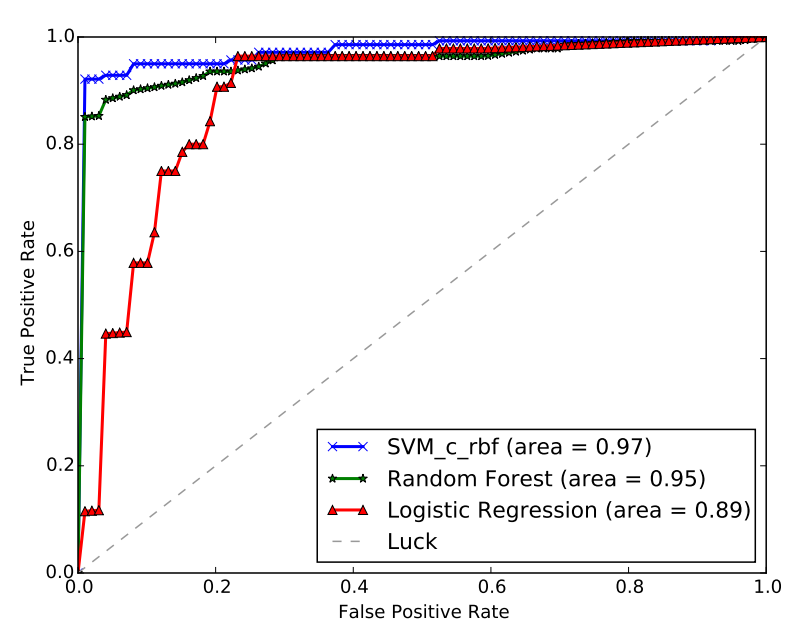 1.0
0.8
0.6
0.4
0.2
0.0
True Positive Rate
SVM_c_rbf (area = 0.97)
Random Forest (area = 0.95)
Logistic Regression (area = 0.89)
Luck
0.0 0.2 0.4 0.6 0.8 1.0
False Positive Rate